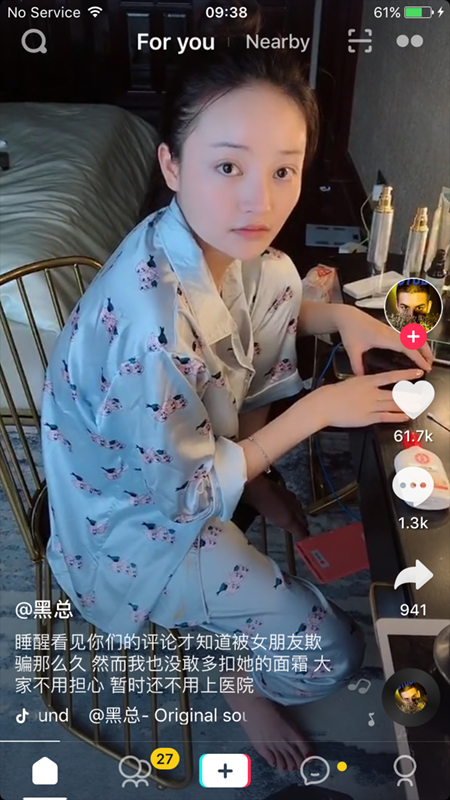 No Service 09:38 61%
For you Nearby
61.7k
1.3k
941
@黑总
睡醒看见你们的评论才知道被女朋友欺
骗那么久 然而我也没敢多扣她的面霜 大
家不用担心 暂时还不用上医院
und @黑总- Original sou
27